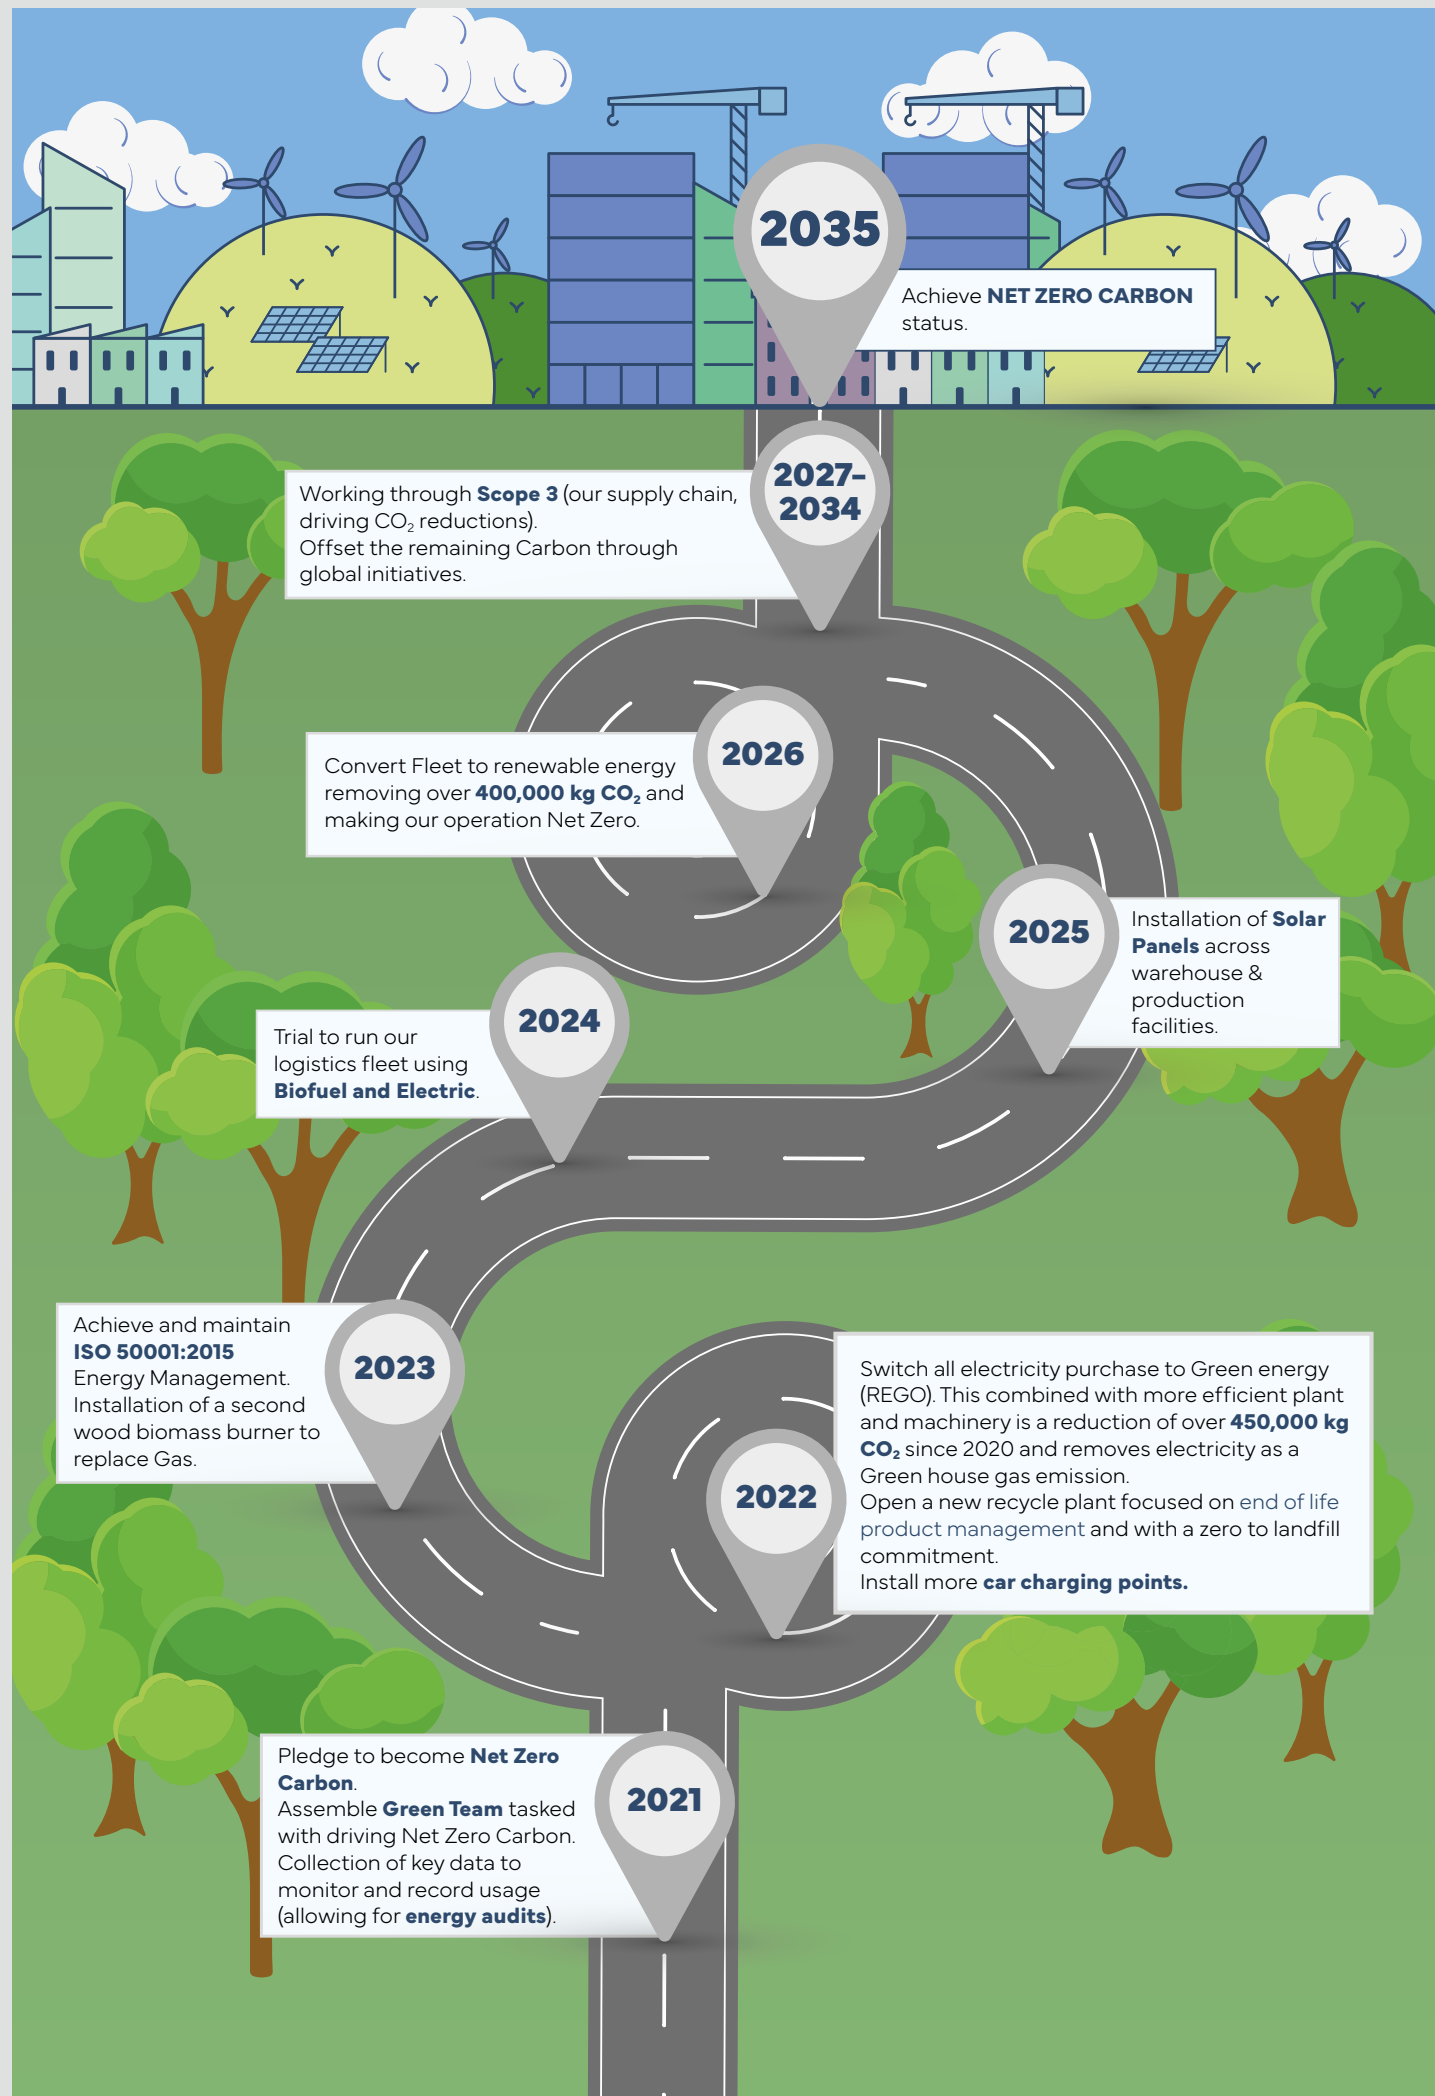 2035
Achieve NET ZERO CARBON
status.
2027-
2034
Working through Scope 3 (our supply chain,
driving CO₂ reductions).
Offset the remaining Carbon through
global initiatives.
2026
Convert Fleet to renewable energy
removing over 400,000 kg CO₂ and
making our operation Net Zero.
2025
Installation of Solar
Panels across
warehouse &
production
facilities.
2024
Trial to run our
logistics fleet using
Biofuel and Electric.
2023
Achieve and maintain
ISO 50001:2015
Energy Management.
Installation of a second
wood biomass burner to
replace Gas.
2022
Switch all electricity purchase to Green energy
(REGO). This combined with more efficient plant
and machinery is a reduction of over 450,000 kg
CO₂ since 2020 and removes electricity as a
Green house gas emission.
Open a new recycle plant focused on end of life
product management and with a zero to landfill
commitment.
Install more car charging points.
2021
Pledge to become Net Zero
Carbon.
Assemble Green Team tasked
with driving Net Zero Carbon.
Collection of key data to
monitor and record usage
(allowing for energy audits).